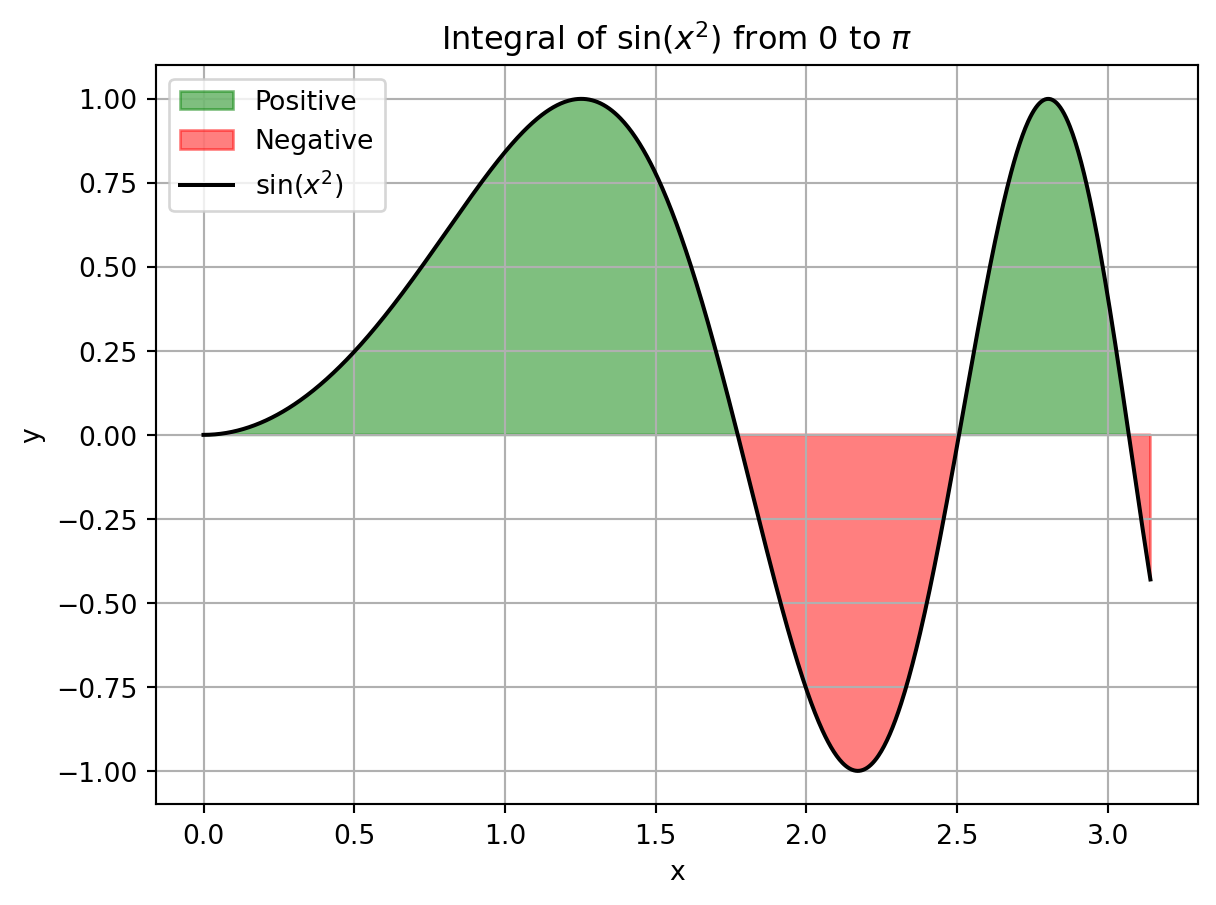 Integral of sin(x²) from 0 to π
Positive
Negative
sin(x²)
1.00
0.75
0.50
0.25
0.00
−0.25
−0.50
−0.75
−1.00
y
0.0 0.5 1.0 1.5 2.0 2.5 3.0
x